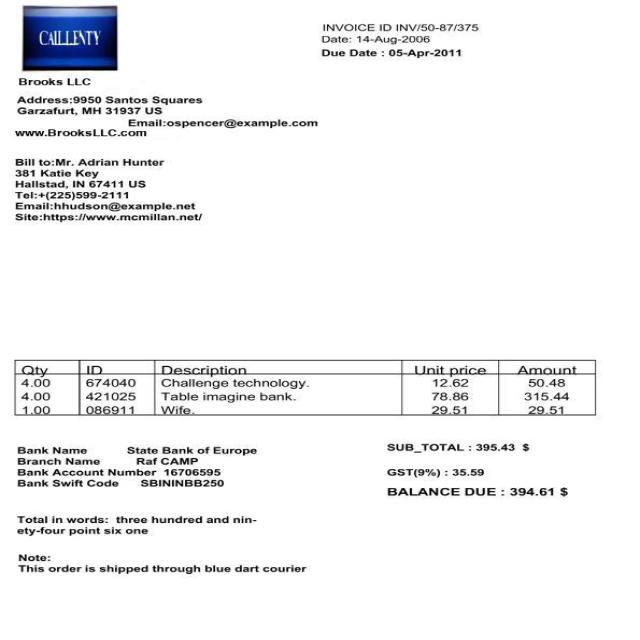 CAILLENTY
INVOICE ID INV/50-87/375
Date: 14-Aug-2006
Due Date : 05-Apr-2011
Brooks LLC
Address:9950 Santos Squares
Garzafurt, MH 31937 US
Email:ospencer@example.com
www.BrooksLLC.com
Bill to:Mr. Adrian Hunter
381 Katie Key
Hallstad, IN 67411 US
Tel:+(225)599-2111
Email:hhudson@example.net
Site:https://www.mcmillan.net/
Qty ID Description Unit price Amount
4.00 674040 Challenge technology. 12.62 50.48
4.00 421025 Table imagine bank. 78.86 315.44
1.00 086911 Wife. 29.51 29.51
Bank Name State Bank of Europe
Branch Name Raf CAMP
Bank Account Number 16706595
Bank Swift Code SBININBB250
SUB_TOTAL : 395.43 $
GST(9%) : 35.59
BALANCE DUE : 394.61 $
Total in words: three hundred and nin-
ety-four point six one
Note:
This order is shipped through blue dart courier